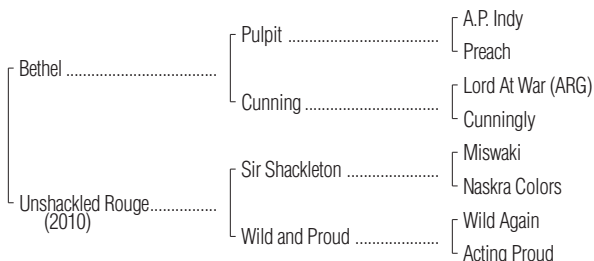 A.P. Indy
Pulpit ........................................
Preach
Bethel ........................................
Lord At War (ARG)
Cunning ....................................
Cunningly
Miswaki
Sir Shackleton ........................
Naskra Colors
Unshackled Rouge.................
(2010)
Wild Again
Wild and Proud ......................
Acting Proud